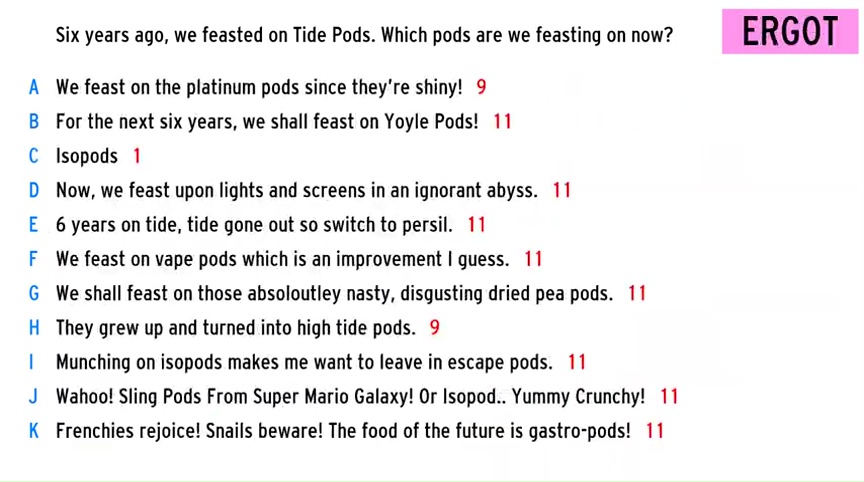 Six years ago, we feasted on Tide Pods. Which pods are we feasting on now?
ERGOT
A We feast on the platinum pods since they're shiny! 9
B For the next six years, we shall feast on Yoyle Pods! 11
C Isopods 1
D Now, we feast upon lights and screens in an ignorant abyss. 11
E 6 years on tide, tide gone out so switch to persil. 11
F We feast on vape pods which is an improvement I guess. 11
G We shall feast on those absoloutley nasty, disgusting dried pea pods. 11
H They grew up and turned into high tide pods. 9
I Munching on isopods makes me want to leave in escape pods. 11
J Wahoo! Sling Pods From Super Mario Galaxy! Or Isopod.. Yummy Crunchy! 11
K Frenchies rejoice! Snails beware! The food of the future is gastro-pods! 11